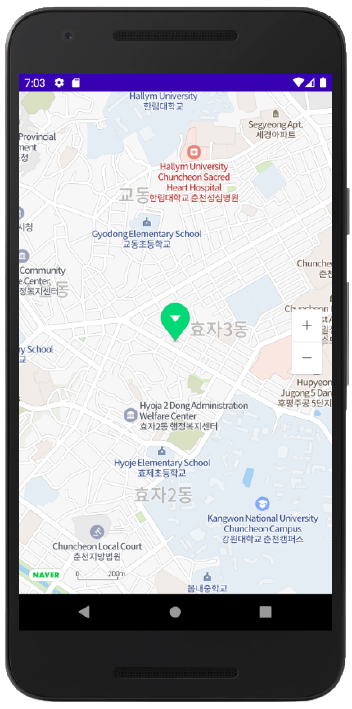 7:03
Hallym University
한림대학교
Segyeong Apt.
세경아파트
Provincial
ment
정
Hallym University
Chuncheon Sacred
Heart Hospital
한림대학교 춘천성심병원
교동
시청
Gyodong Elementary School
교동초등학교
Community
e Center,
정복지센터
동
Chunche
춘천
Chuncheon
효자3동
ry School
+
−
Hupyeon
Jugong 5 Dan
후평주공 5단지
Hyoja 2 Dong Administration
Welfare Center
효자2동 행정복지센터
Hyoje Elementary School
효제초등학교
효자2동
Kangwon National University
Chuncheon Campus
강원대학교 춘천캠퍼스
Chuncheon Local Court
춘천지방법원
NAVER
0
200m
봄내중학교